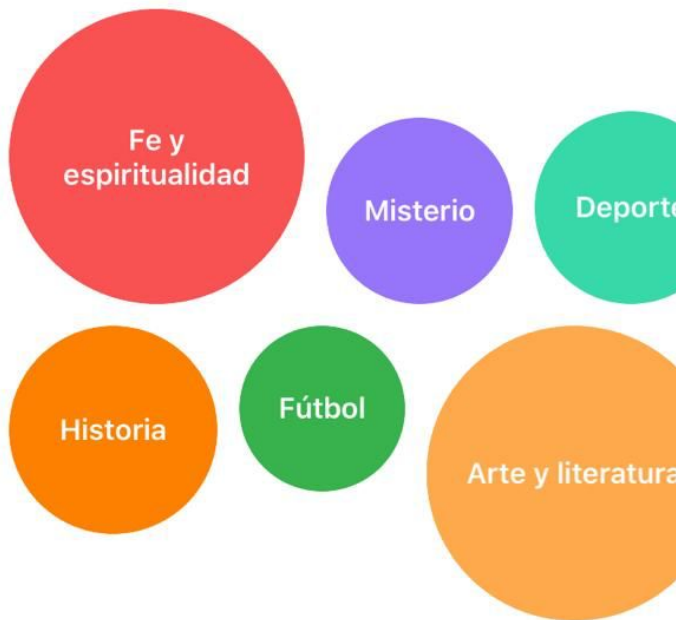 Fe y
espiritualidad
Misterio
Deporte
Historia
Fútbol
Arte y literatura